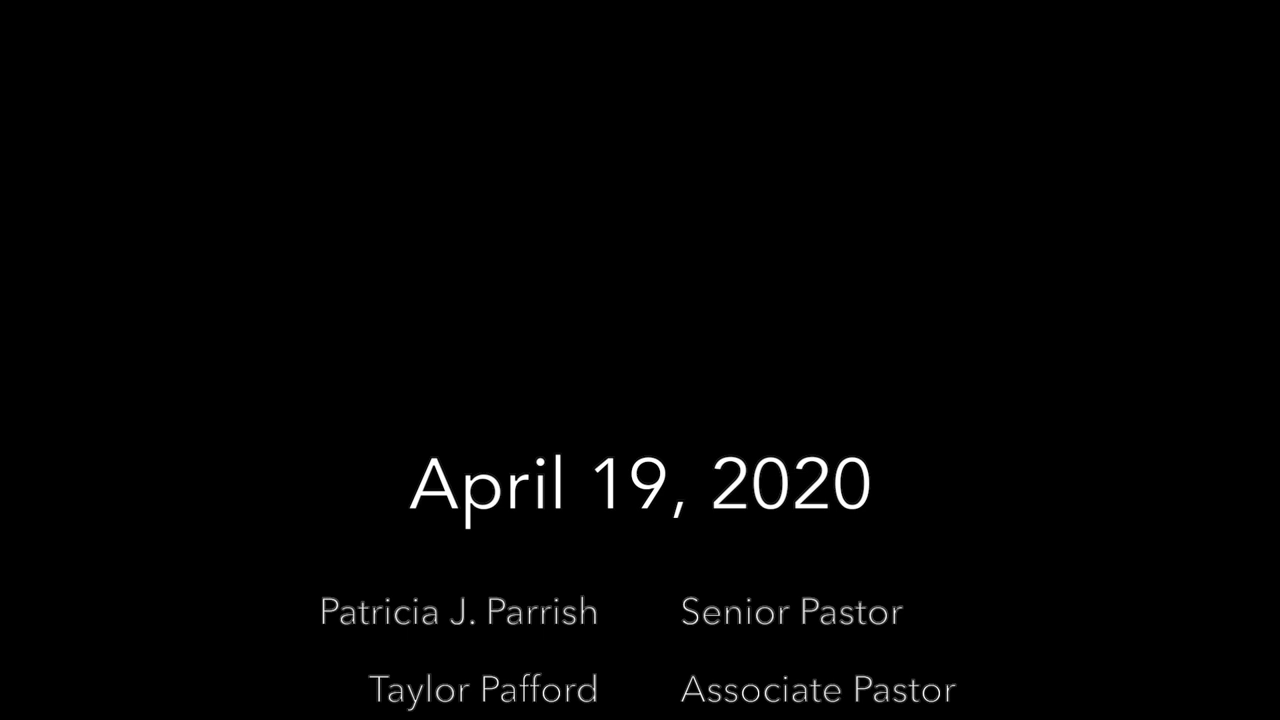 April 19, 2020
Patricia J. Parrish Senior Pastor
Taylor Pafford Associate Pastor